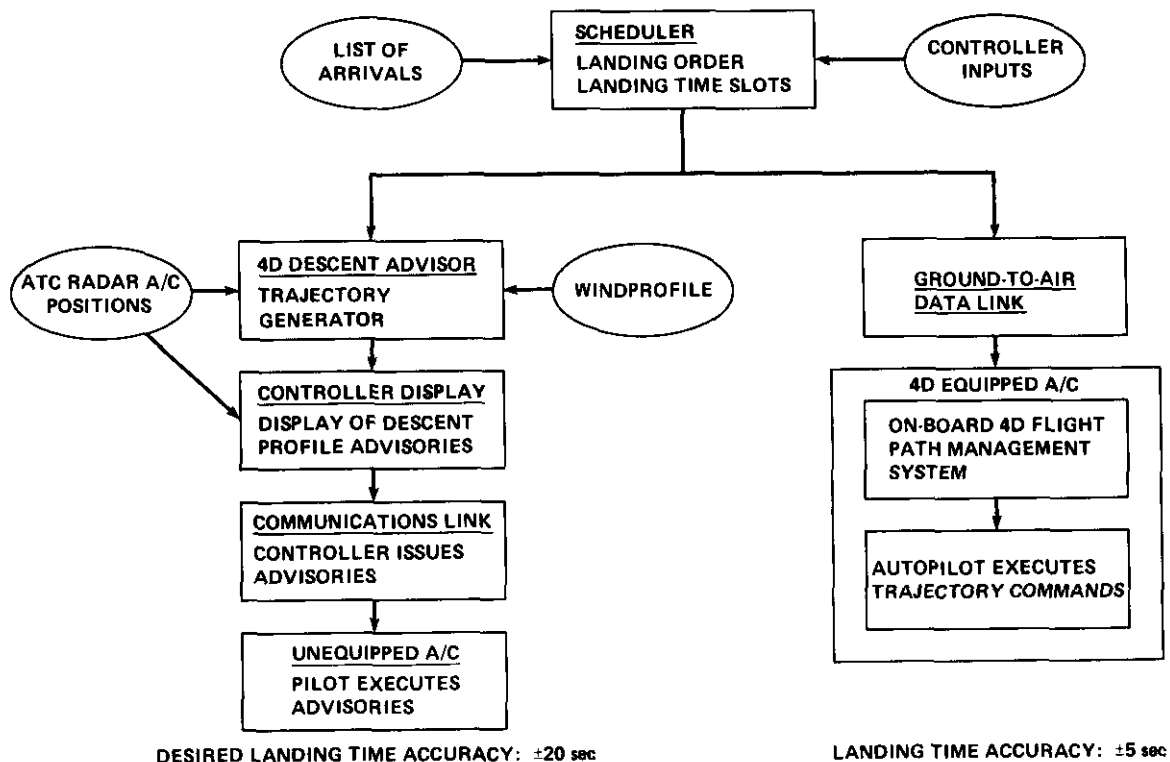 LIST OF
ARRIVALS
SCHEDULER
LANDING ORDER
LANDING TIME SLOTS
CONTROLLER
INPUTS
ATC RADAR A/C
POSITIONS
4D DESCENT ADVISOR
TRAJECTORY
GENERATOR
WINDPROFILE
GROUND-TO-AIR
DATA LINK
CONTROLLER DISPLAY
DISPLAY OF DESCENT
PROFILE ADVISORIES
COMMUNICATIONS LINK
CONTROLLER ISSUES
ADVISORIES
UNEQUIPPED A/C
PILOT EXECUTES
ADVISORIES
4D EQUIPPED A/C
ON-BOARD 4D FLIGHT
PATH MANAGEMENT
SYSTEM
AUTOPILOT EXECUTES
TRAJECTORY COMMANDS
DESIRED LANDING TIME ACCURACY: ±20 sec
LANDING TIME ACCURACY: ±5 sec